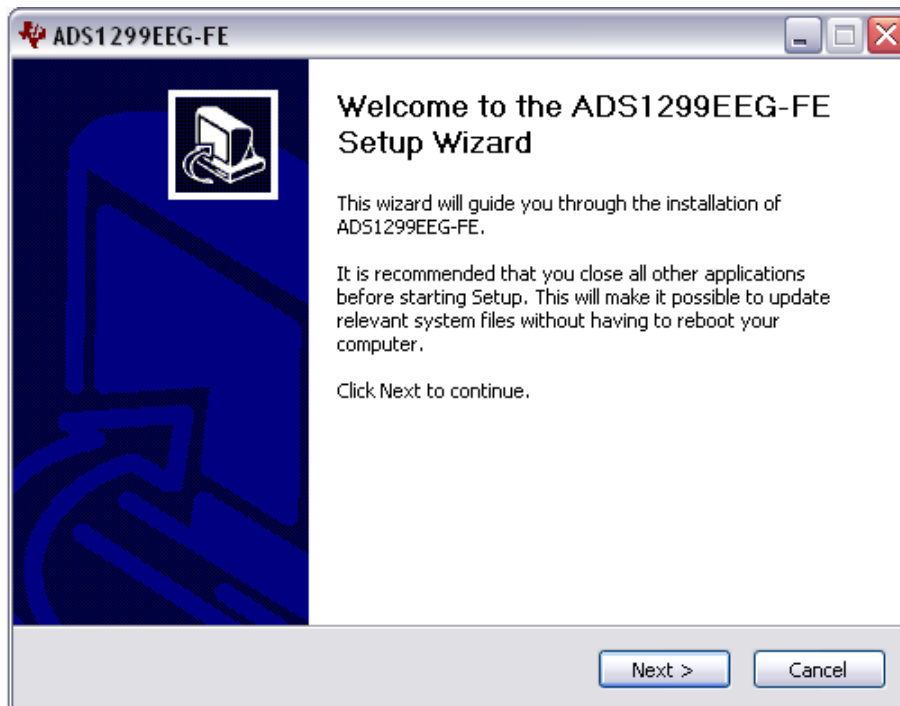 ADS1299EEG-FE
Welcome to the ADS1299EEG-FE
Setup Wizard
This wizard will guide you through the installation of
ADS1299EEG-FE.
It is recommended that you close all other applications
before starting Setup. This will make it possible to update
relevant system files without having to reboot your
computer.
Click Next to continue.
Next >
Cancel